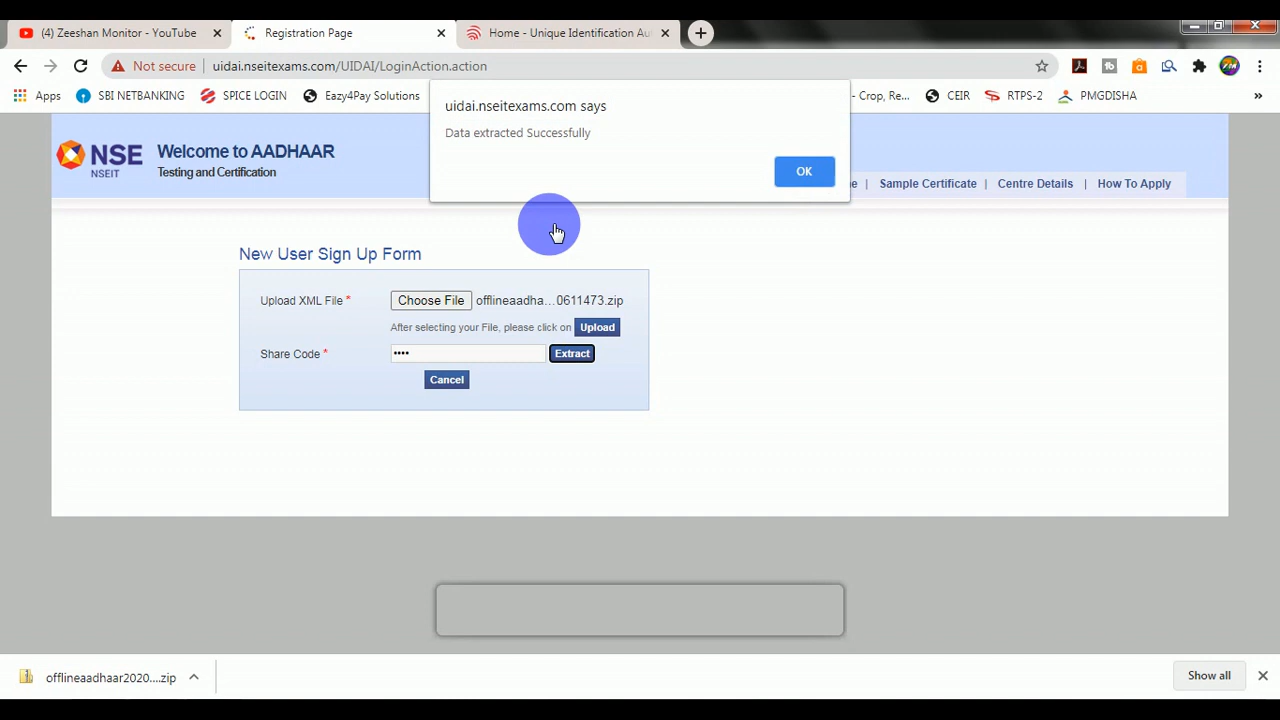 (4) Zeeshan Monitor - YouTube
Registration Page
Home - Unique Identification Au
Not secure
uidai.nseitexams.com/UIDAI/LoginAction.action
Apps
SBI NETBANKING
SPICE LOGIN
Eazy4Pay Solutions
- Crop, Re...
CEIR
RTPS-2
PMGDISHA
»
uidai.nseitexams.com says
Data extracted Successfully
OK
NSE
NSEIT
Welcome to AADHAAR
Testing and Certification
e | Sample Certificate | Centre Details | How To Apply |
New User Sign Up Form
Upload XML File *
Choose File
offlineaadha...0611473.zip
After selecting your File, please click on
Upload
Share Code *
••••
Extract
Cancel
offlineaadhaar2020....zip
Show all